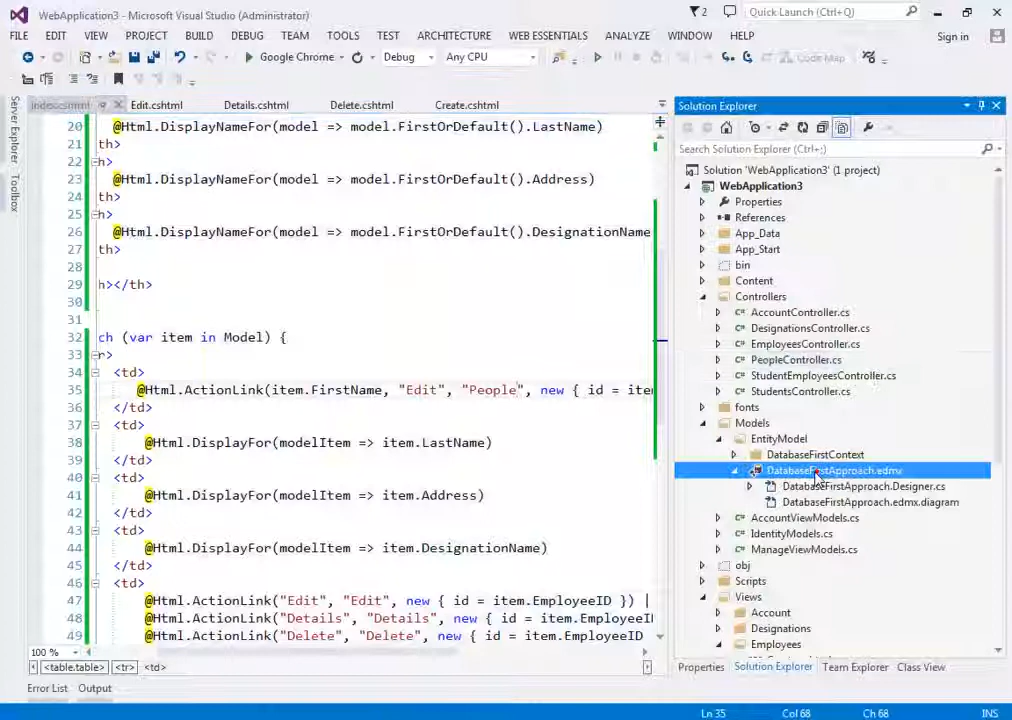 WebApplication3 - Microsoft Visual Studio (Administrator)
2
Quick Launch (Ctrl+Q)
FILE EDIT VIEW PROJECT BUILD DEBUG TEAM TOOLS TEST ARCHITECTURE WEB ESSENTIALS ANALYZE WINDOW HELP Sign in
Google Chrome Debug Any CPU Code Map
Server Explorer
Toolbox
Index.cshtml Edit.cshtml Details.cshtml Delete.cshtml Create.cshtml
20 @Html.DisplayNameFor(model => model.FirstOrDefault().LastName)
21 th>
22 h>
23 @Html.DisplayNameFor(model => model.FirstOrDefault().Address)
24 th>
25 h>
26 @Html.DisplayNameFor(model => model.FirstOrDefault().DesignationName
27 th>
28
29 h></th>
30
31
32 ch (var item in Model) {
33 r>
34 <td>
35 @Html.ActionLink(item.FirstName, "Edit", "People", new { id = item
36 </td>
37 <td>
38 @Html.DisplayFor(modelItem => item.LastName)
39 </td>
40 <td>
41 @Html.DisplayFor(modelItem => item.Address)
42 </td>
43 <td>
44 @Html.DisplayFor(modelItem => item.DesignationName)
45 </td>
46 <td>
47 @Html.ActionLink("Edit", "Edit", new { id = item.EmployeeID }) |
48 @Html.ActionLink("Details", "Details", new { id = item.EmployeeID
49 @Html.ActionLink("Delete", "Delete", new { id = item.EmployeeID
100 %
<table.table> <tr> <td>
Error List Output
Solution Explorer
Search Solution Explorer (Ctrl+;)
Solution 'WebApplication3' (1 project)
WebApplication3
Properties
References
App_Data
App_Start
bin
Content
Controllers
AccountController.cs
DesignationsController.cs
EmployeesController.cs
PeopleController.cs
StudentEmployeesController.cs
StudentsController.cs
fonts
Models
EntityModel
DatabaseFirstContext
DatabaseFirstApproach.edmx
DatabaseFirstApproach.Designer.cs
DatabaseFirstApproach.edmx.diagram
AccountViewModels.cs
IdentityModels.cs
ManageViewModels.cs
obj
Scripts
Views
Account
Designations
Employees
Properties Solution Explorer Team Explorer Class View
Ln 35 Col 68 Ch 68 INS